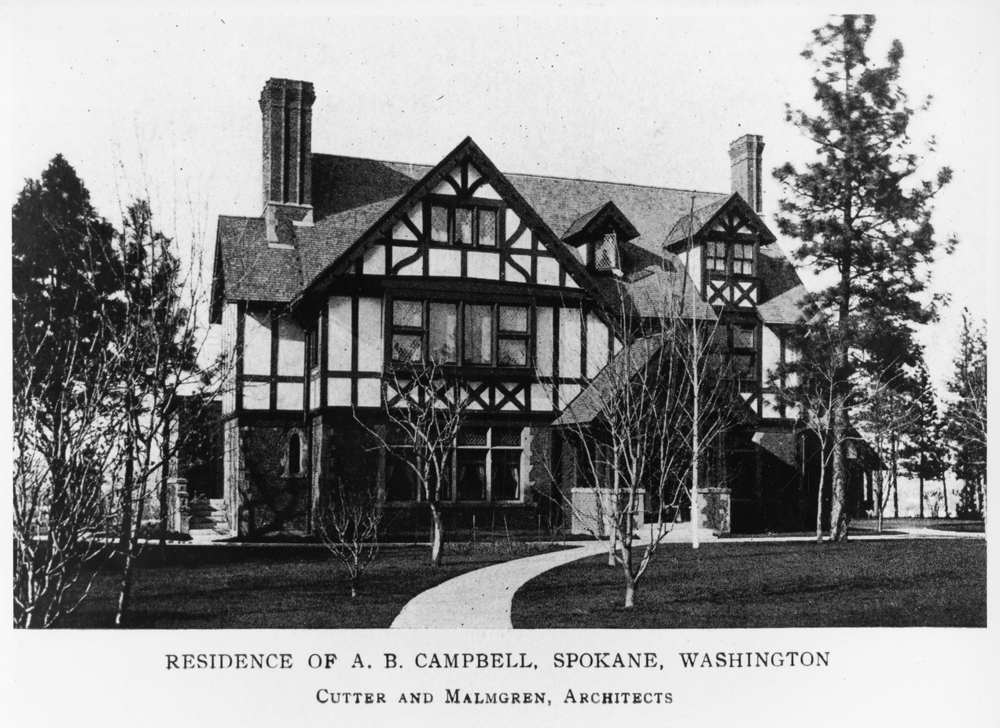 RESIDENCE OF A. B. CAMPBELL, SPOKANE, WASHINGTON
CUTTER AND MALMGREN, ARCHITECTS